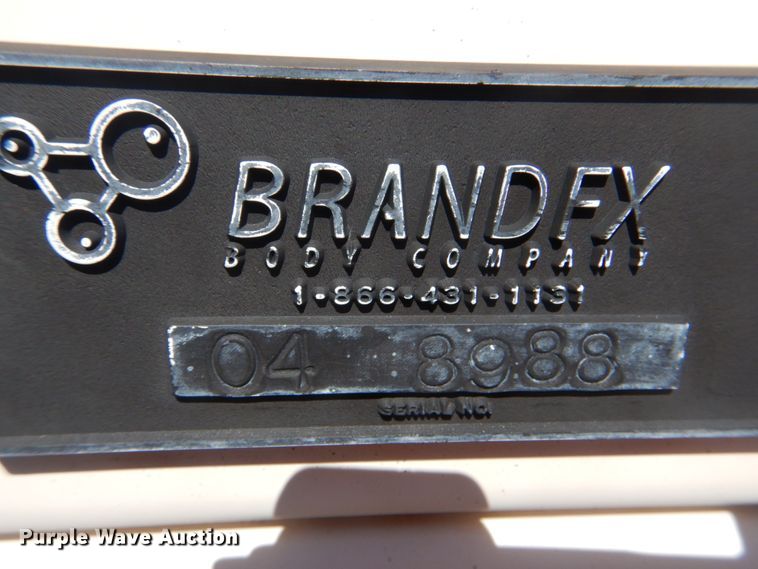 BRANDFX
BODY COMPANY
1-866-431-1131
04 8988
SERIAL NO.
Purple Wave Auction